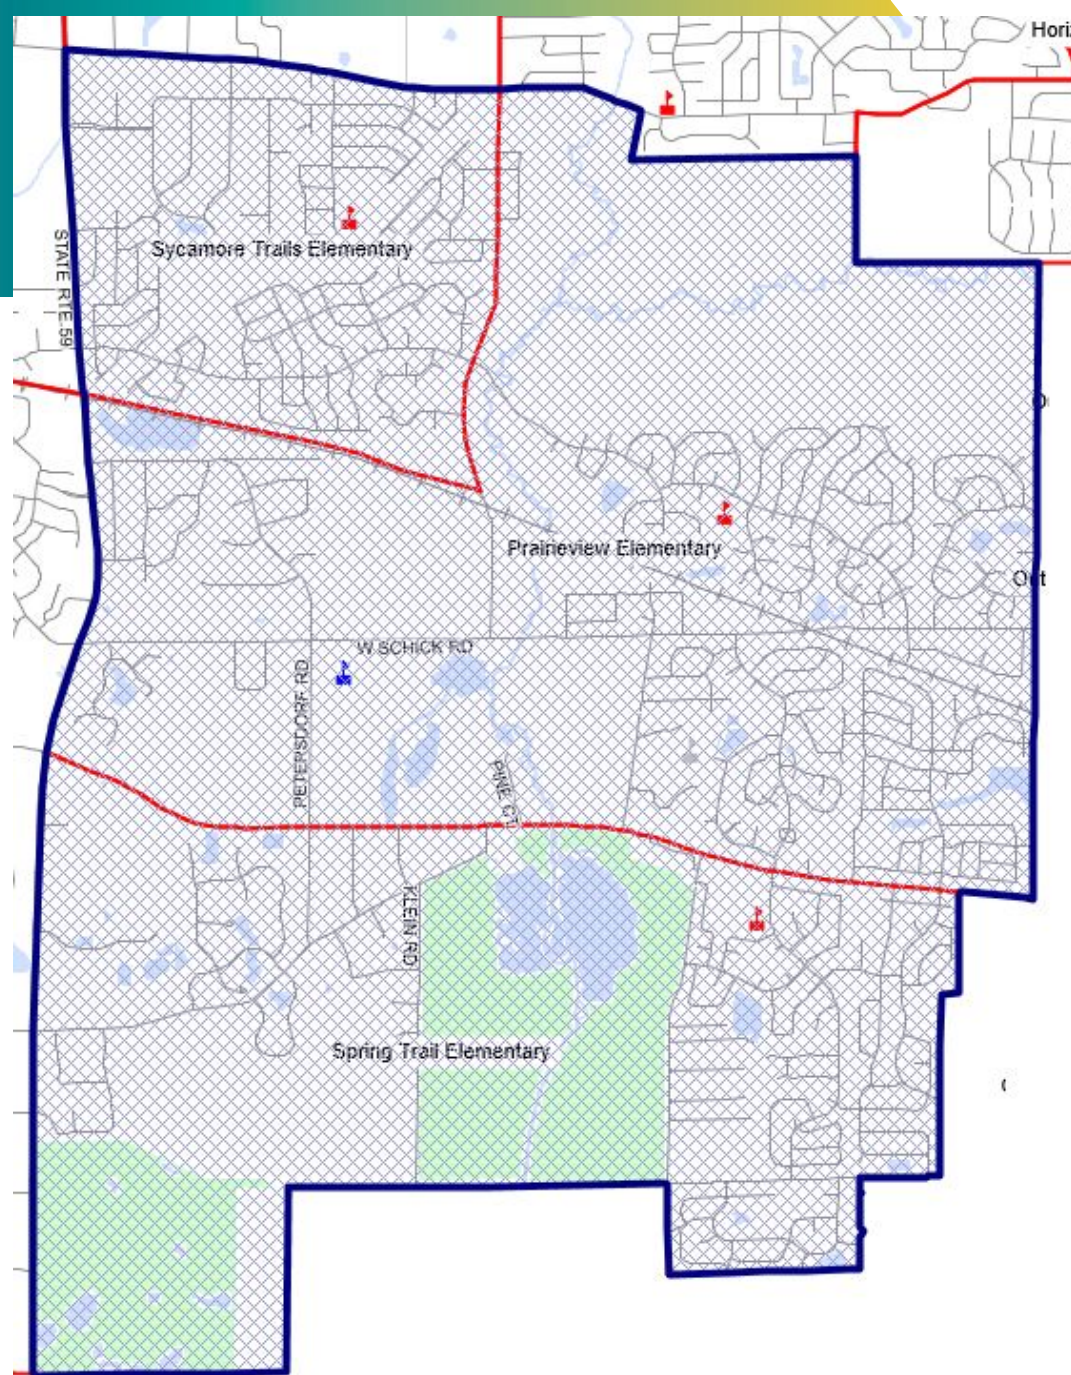 Hori
STATE RTE 59
Sycamore Trails Elementary
Prairieview Elementary
W SCHICK RD
PETERSDORF RD
PINE CT
KLEIN RD
Spring Trail Elementary